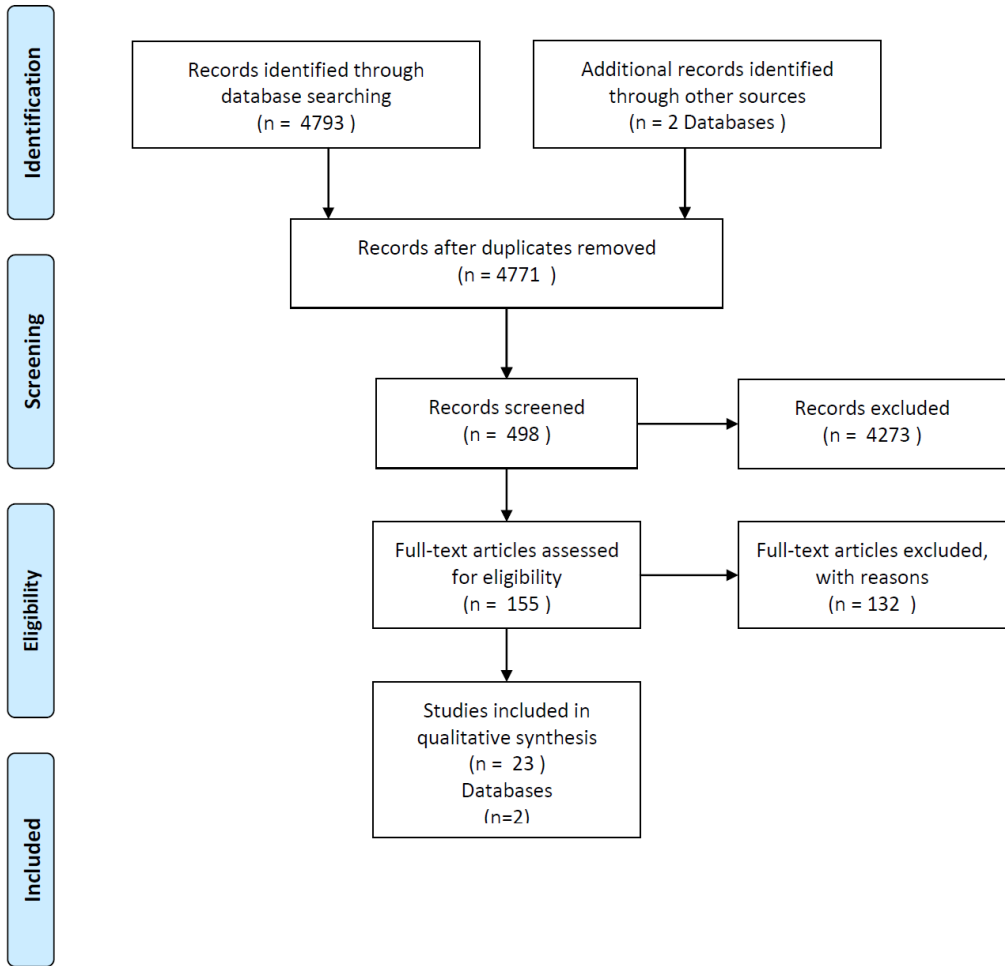 Identification
Records identified through
database searching
(n = 4793 )
Additional records identified
through other sources
(n = 2 Databases )
Records after duplicates removed
(n = 4771 )
Screening
Records screened
(n = 498 )
Records excluded
(n = 4273 )
Eligibility
Full-text articles assessed
for eligibility
(n = 155 )
Full-text articles excluded,
with reasons
(n = 132 )
Included
Studies included in
qualitative synthesis
(n = 23 )
Databases
(n=2)